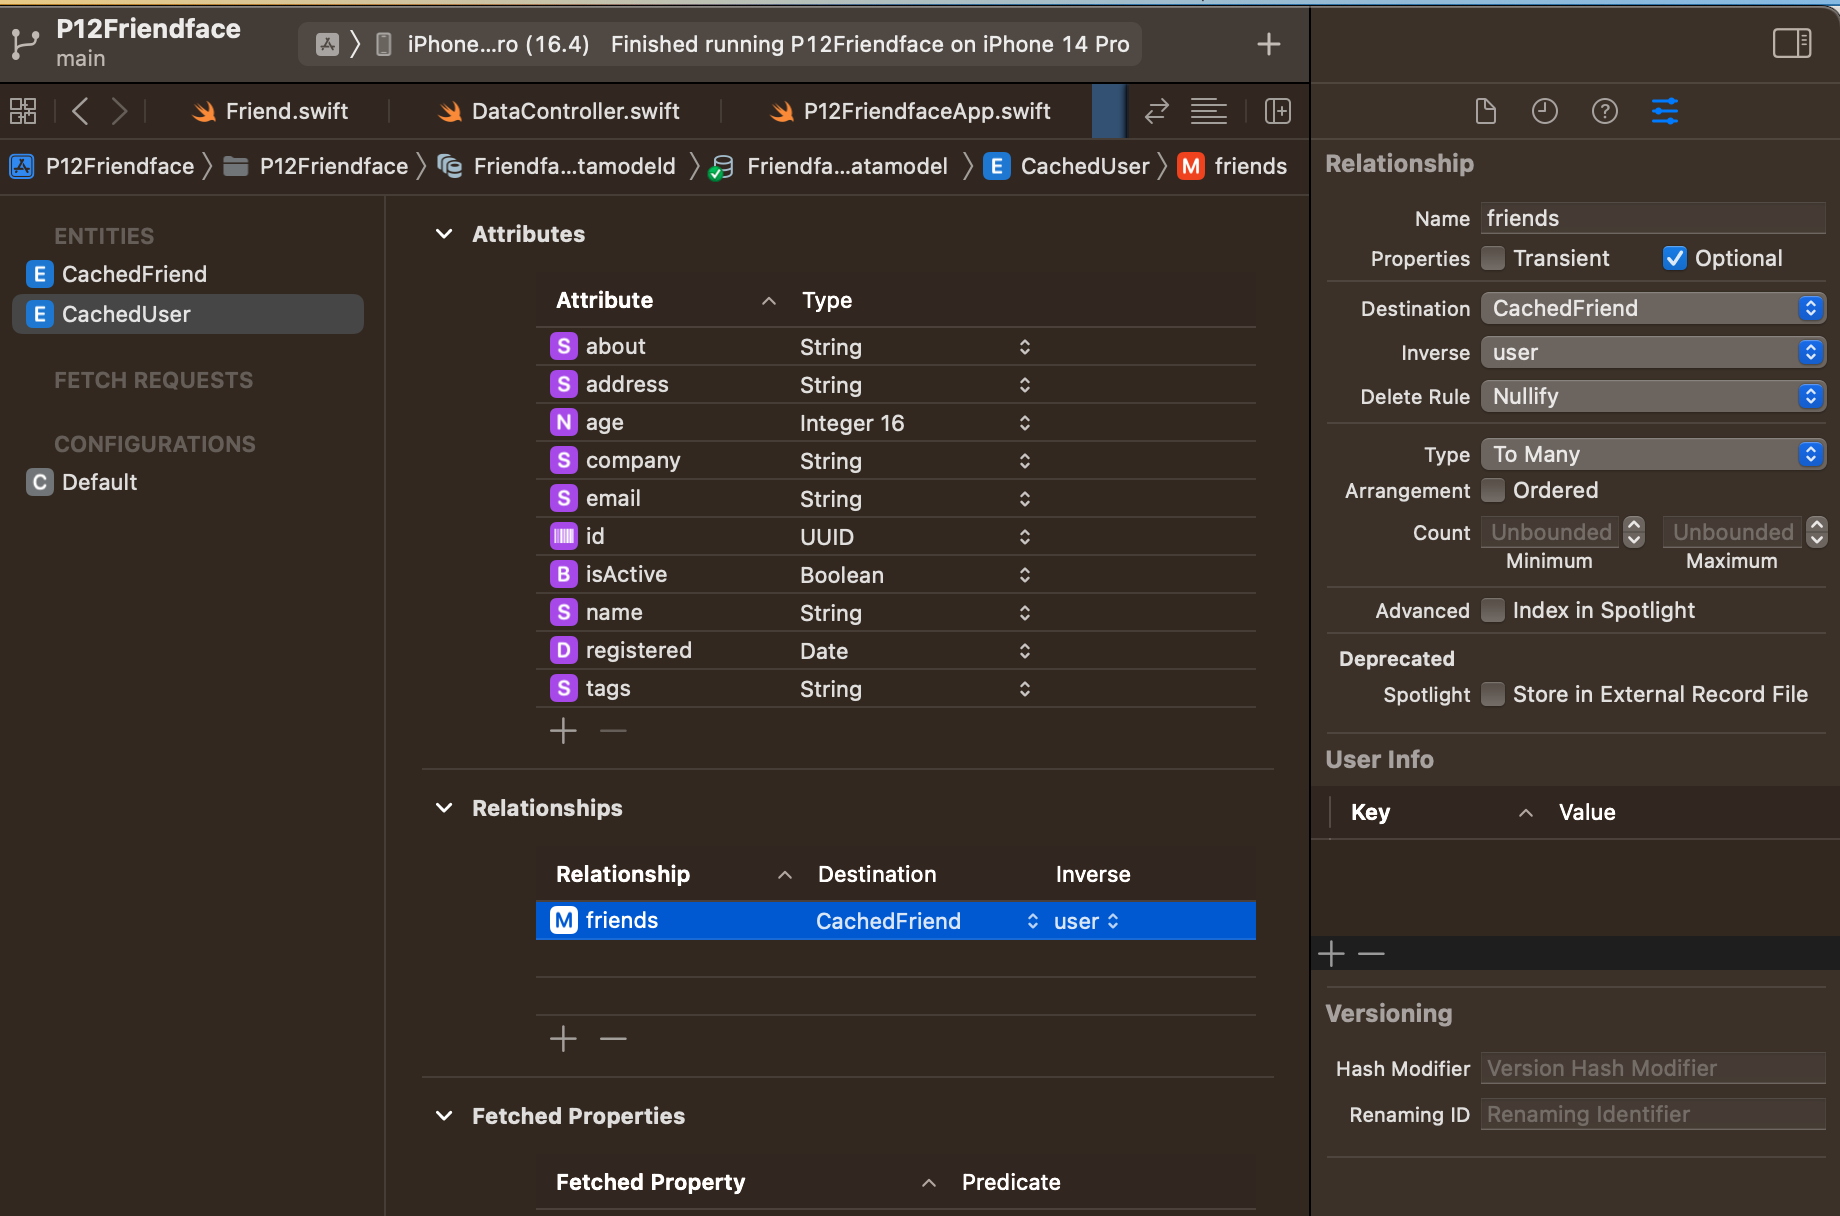 P12Friendface
main
iPhone...ro (16.4) Finished running P12Friendface on iPhone 14 Pro
Friend.swift DataController.swift P12FriendfaceApp.swift
P12Friendface P12Friendface Friendfa...tamodeld Friendfa...atamodel E CachedUser M friends
ENTITIES
E CachedFriend
E CachedUser
FETCH REQUESTS
CONFIGURATIONS
C Default
Attributes
Attribute Type
S about String
S address String
N age Integer 16
S company String
S email String
id UUID
B isActive Boolean
S name String
D registered Date
S tags String
Relationships
Relationship Destination Inverse
M friends CachedFriend user
Fetched Properties
Fetched Property Predicate
Relationship
Name friends
Properties Transient Optional
Destination CachedFriend
Inverse user
Delete Rule Nullify
Type To Many
Arrangement Ordered
Count Unbounded Unbounded
Minimum Maximum
Advanced Index in Spotlight
Deprecated
Spotlight Store in External Record File
User Info
Key Value
Versioning
Hash Modifier Version Hash Modifier
Renaming ID Renaming Identifier